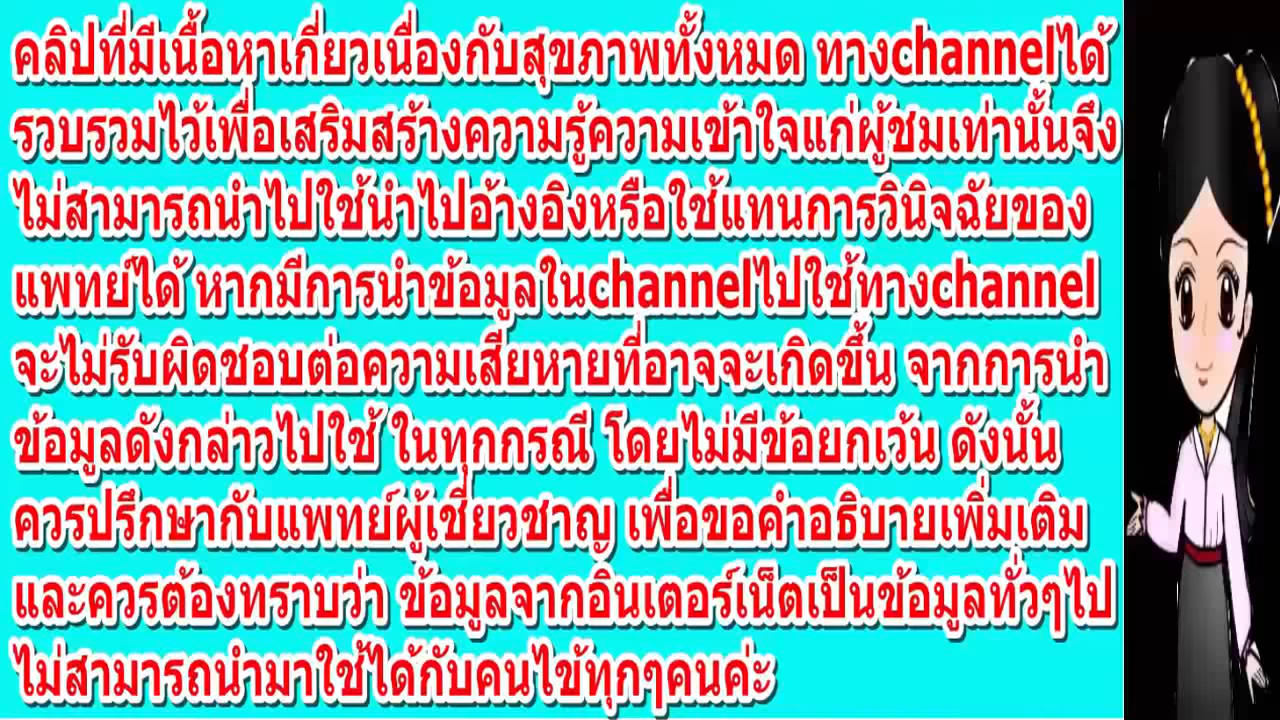 คลิปที่มีเนื้อหาเกี่ยวเนื่องกับสุขภาพทั้งหมด ทางchannelได้
รวบรวมไว้เพื่อเสริมสร้างความรู้ความเข้าใจแก่ผู้ชมเท่านั้นจึง
ไม่สามารถนำไปใช้นำไปอ้างอิงหรือใช้แทนการวินิจฉัยของ
แพทย์ได้ หากมีการนำข้อมูลในchannelไปใช้ทางchannel
จะไม่รับผิดชอบต่อความเสียหายที่อาจจะเกิดขึ้น จากการนำ
ข้อมูลดังกล่าวไปใช้ ในทุกกรณี โดยไม่มีข้อยกเว้น ดังนั้น
ควรปรึกษากับแพทย์ผู้เชี่ยวชาญ เพื่อขอคำอธิบายเพิ่มเติม
และควรต้องทราบว่า ข้อมูลจากอินเตอร์เน็ตเป็นข้อมูลทั่วๆไป
ไม่สามารถนำมาใช้ได้กับคนไข้ทุกๆคนค่ะ